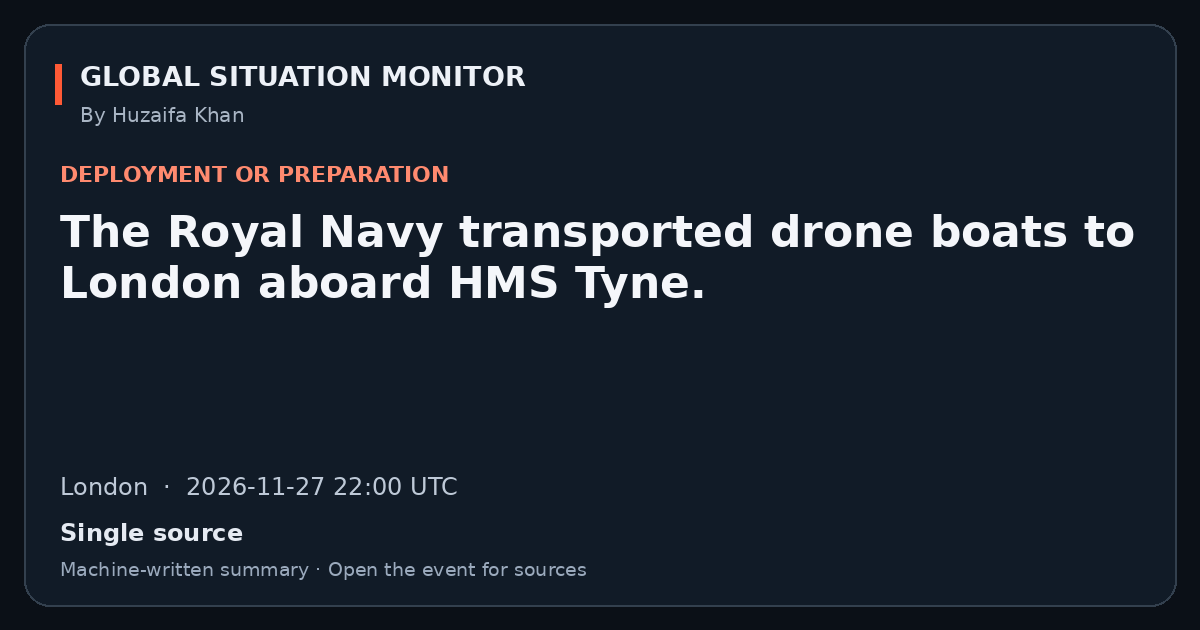 GLOBAL SITUATION MONITOR
By Huzaifa Khan
DEPLOYMENT OR PREPARATION
The Royal Navy transported drone boats to
London aboard HMS Tyne.
London · 2026-11-27 22:00 UTC
Single source
Machine-written summary · Open the event for sources